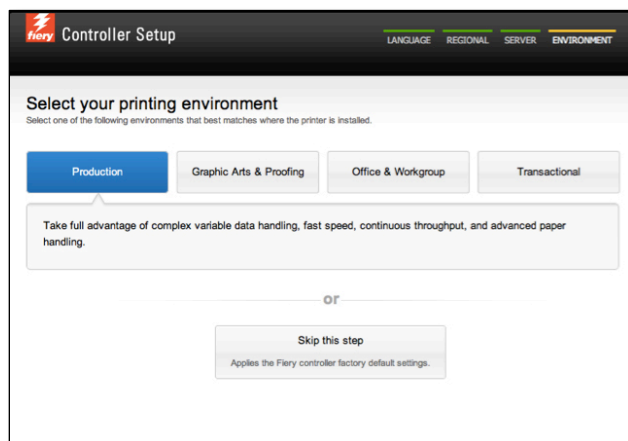 fiery Controller Setup
LANGUAGE REGIONAL SERVER ENVIRONMENT
Select your printing environment
Select one of the following environments that best matches where the printer is installed.
Production Graphic Arts & Proofing Office & Workgroup Transactional
Take full advantage of complex variable data handling, fast speed, continuous throughput, and advanced paper
handling.
or
Skip this step
Applies the Fiery controller factory default settings.